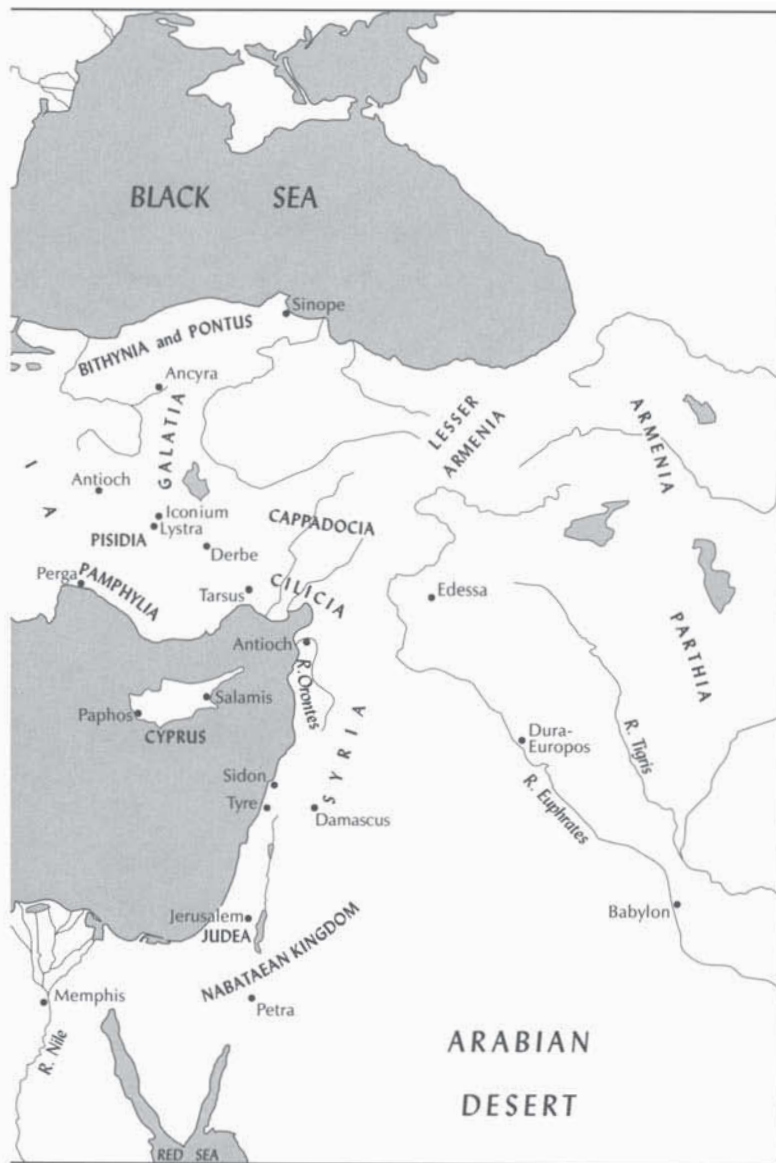 BLACK SEA
Sinope
BITHYNIA and PONTUS
Ancyra
GALATIA
LESSER
ARMENIA
ARMENIA
I A
Antioch
Iconium
Lystra
PISIDIA
Derbe
CAPPADOCIA
Perga
PAMPHYLIA
Tarsus
CILICIA
Edessa
Antioch
R. Orontes
PARTHIA
Salamis
Paphos
CYPRUS
SYRIA
Dura-
Europos
R. Tigris
R. Euphrates
Sidon
Tyre
Damascus
Jerusalem
JUDEA
Babylon
NABATAEAN KINGDOM
Memphis
Petra
R. Nile
ARABIAN
DESERT
RED SEA